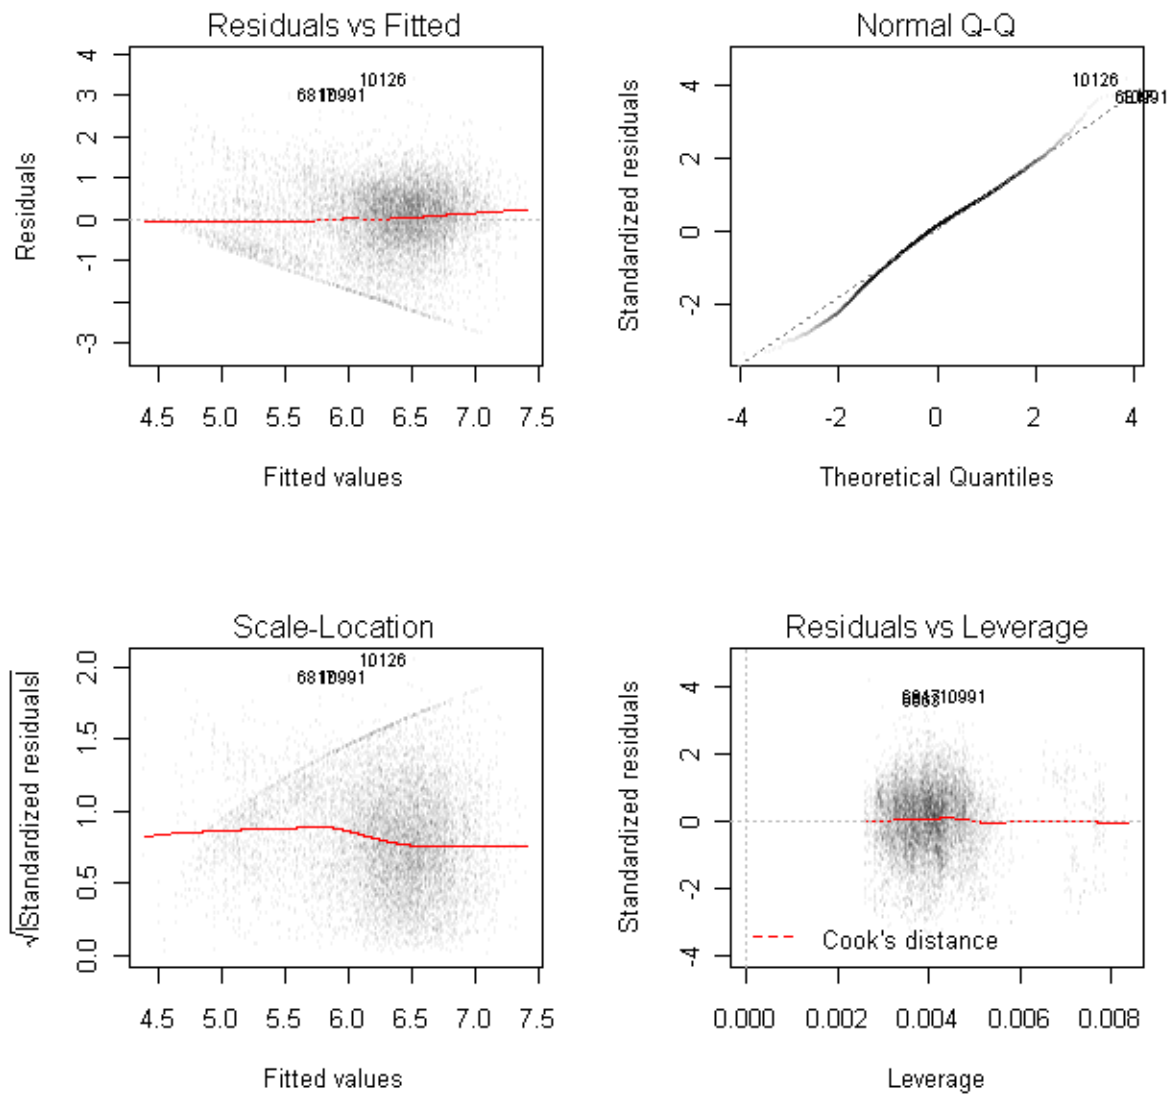 Residuals vs Fitted
Residuals
4
3
2
1
0
-1
-3
10126
10991
4.5 5.0 5.5 6.0 6.5 7.0 7.5
Fitted values
Normal Q-Q
Standardized residuals
4
2
0
-2
10126
-4 -2 0 2 4
Theoretical Quantiles
Scale-Location
√|Standardized residuals|
2.0
1.5
1.0
0.5
0.0
10126
10991
4.5 5.0 5.5 6.0 6.5 7.0 7.5
Fitted values
Residuals vs Leverage
Standardized residuals
4
2
0
-2
-4
10991
Cook's distance
0.000 0.002 0.004 0.006 0.008
Leverage